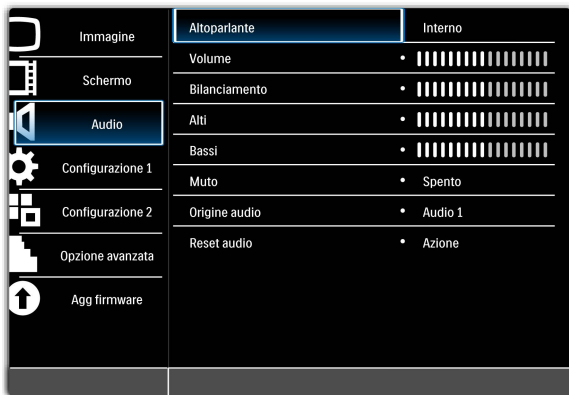 Immagine
Schermo
Audio
Configurazione 1
Configurazione 2
Opzione avanzata
Agg firmware
Altoparlante Interno
Volume •
Bilanciamento •
Alti •
Bassi •
Muto • Spento
Origine audio • Audio 1
Reset audio • Azione